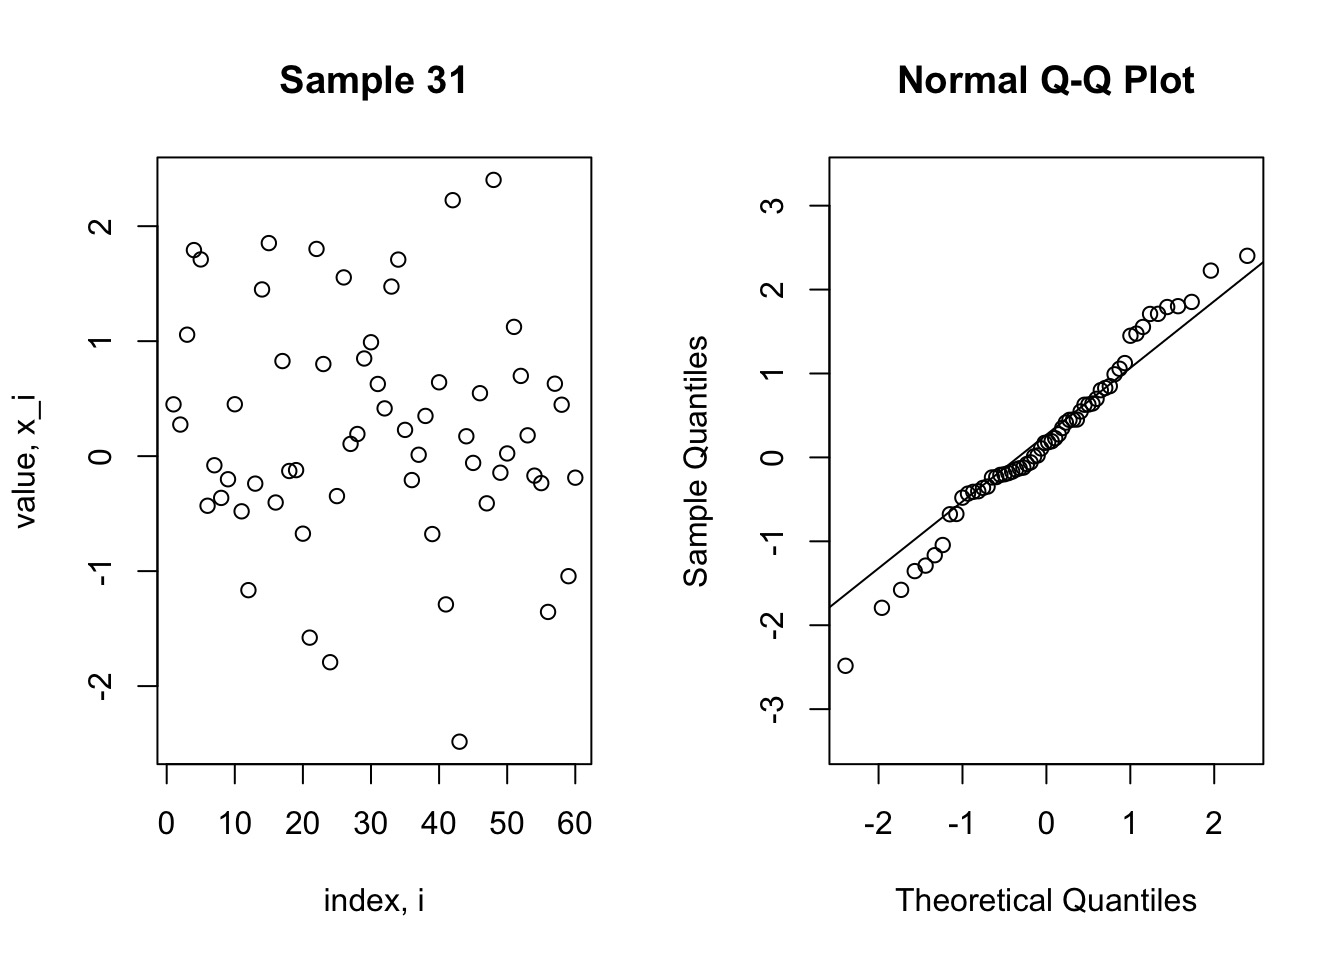 Sample 31
value, x_i
2
1
0
-1
-2
0 10 20 30 40 50 60
index, i
Normal Q-Q Plot
Sample Quantiles
3
2
1
0
-1
-2
-3
-2 -1 0 1 2
Theoretical Quantiles